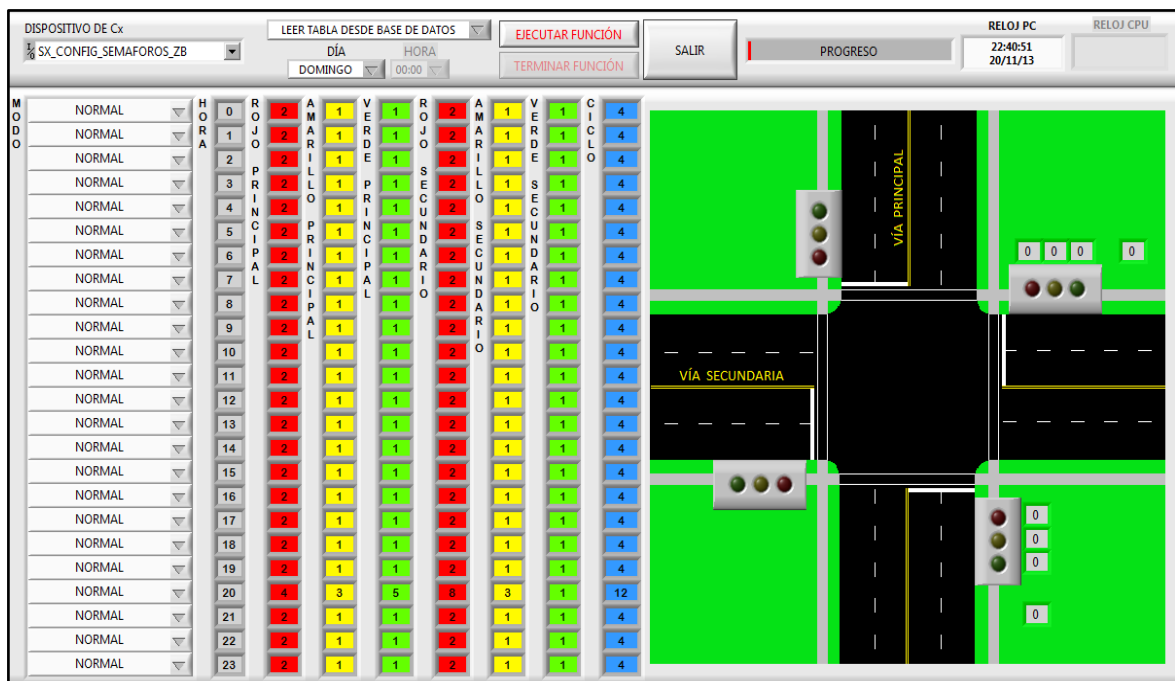 DISPOSITIVO DE Cx
SX_CONFIG_SEMAFOROS_ZB
LEER TABLA DESDE BASE DE DATOS
DÍA
HORA
DOMINGO
00:00
EJECUTAR FUNCIÓN
TERMINAR FUNCIÓN
SALIR
PROGRESO
RELOJ PC
22:40:51
20/11/13
RELOJ CPU
MODO
HORA
ROJO PRINCIPAL
AMARILLO PRINCIPAL
VERDE PRINCIPAL
ROJO SECUNDARIO
AMARILLO SECUNDARIO
VERDE SECUNDARIO
CICLO
NORMAL 0 2 1 1 2 1 1 4
NORMAL 1 2 1 1 2 1 1 4
NORMAL 2 2 1 1 2 1 1 4
NORMAL 3 2 1 1 2 1 1 4
NORMAL 4 2 1 1 2 1 1 4
NORMAL 5 2 1 1 2 1 1 4
NORMAL 6 2 1 1 2 1 1 4
NORMAL 7 2 1 1 2 1 1 4
NORMAL 8 2 1 1 2 1 1 4
NORMAL 9 2 1 1 2 1 1 4
NORMAL 10 2 1 1 2 1 1 4
NORMAL 11 2 1 1 2 1 1 4
NORMAL 12 2 1 1 2 1 1 4
NORMAL 13 2 1 1 2 1 1 4
NORMAL 14 2 1 1 2 1 1 4
NORMAL 15 2 1 1 2 1 1 4
NORMAL 16 2 1 1 2 1 1 4
NORMAL 17 2 1 1 2 1 1 4
NORMAL 18 2 1 1 2 1 1 4
NORMAL 19 2 1 1 2 1 1 4
NORMAL 20 4 3 5 8 3 1 12
NORMAL 21 2 1 1 2 1 1 4
NORMAL 22 2 1 1 2 1 1 4
NORMAL 23 2 1 1 2 1 1 4
VÍA PRINCIPAL
0 0 0 0
VÍA SECUNDARIA
0
0
0
0